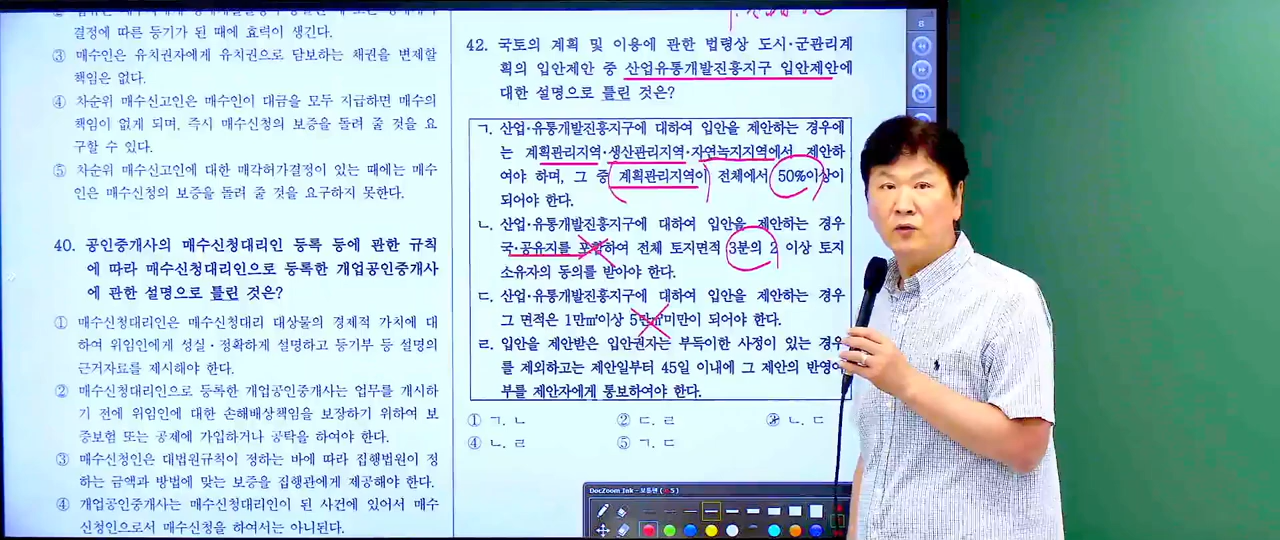 결정에 따른 등기가 된 때에 효력이 생긴다.
③ 매수인은 유치권자에게 유치권으로 담보하는 채권을 변제할
책임은 없다.
④ 차순위 매수신고인은 매수인이 대금을 모두 지급하면 매수의
책임이 없게 되며, 즉시 매수신청의 보증을 돌려 줄 것을 요
구할 수 있다.
⑤ 차순위 매수신고인에 대한 매각허가결정이 있는 때에는 매수
인은 매수신청의 보증을 돌려 줄 것을 요구하지 못한다.
40. 공인중개사의 매수신청대리인 등록 등에 관한 규칙
에 따라 매수신청대리인으로 등록한 개업공인중개사
에 관한 설명으로 틀린 것은?
① 매수신청대리인은 매수신청대리 대상물의 경제적 가치에 대
하여 위임인에게 성실·정확하게 설명하고 등기부 등 설명의
근거자료를 제시해야 한다.
② 매수신청대리인으로 등록한 개업공인중개사는 업무를 개시하
기 전에 위임인에 대한 손해배상책임을 보장하기 위하여 보
증보험 또는 공제에 가입하거나 공탁을 하여야 한다.
③ 매수신청인은 대법원규칙이 정하는 바에 따라 집행법원이 정
하는 금액과 방법에 맞는 보증을 집행관에게 제공해야 한다.
④ 개업공인중개사는 매수신청대리인이 된 사건에 있어서 매수
신청인으로서 매수신청을 하여서는 아니된다.
42. 국토의 계획 및 이용에 관한 법령상 도시·군관리계
획의 입안제안 중 산업유통개발진흥지구 입안제안에
대한 설명으로 틀린 것은?
ㄱ. 산업·유통개발진흥지구에 대하여 입안을 제안하는 경우에
는 계획관리지역·생산관리지역·자연녹지지역에서 제안하
여야 하며, 그 중 계획관리지역이 전체에서 50%이상이
되어야 한다.
ㄴ. 산업·유통개발진흥지구에 대하여 입안을 제안하는 경우
국·공유지를 포함하여 전체 토지면적 3분의 2 이상 토지
소유자의 동의를 받아야 한다.
ㄷ. 산업·유통개발진흥지구에 대하여 입안을 제안하는 경우
그 면적은 1만㎡이상 5만㎡미만이 되어야 한다.
ㄹ. 입안을 제안받은 입안권자는 부득이한 사정이 있는 경우
를 제외하고는 제안일부터 45일 이내에 그 제안의 반영여
부를 제안자에게 통보하여야 한다.
① ㄱ. ㄴ ② ㄷ. ㄹ ③ ㄴ. ㄷ
④ ㄴ. ㄹ ⑤ ㄱ. ㄷ
DocZoom Ink - 보통펜 ( 5 )